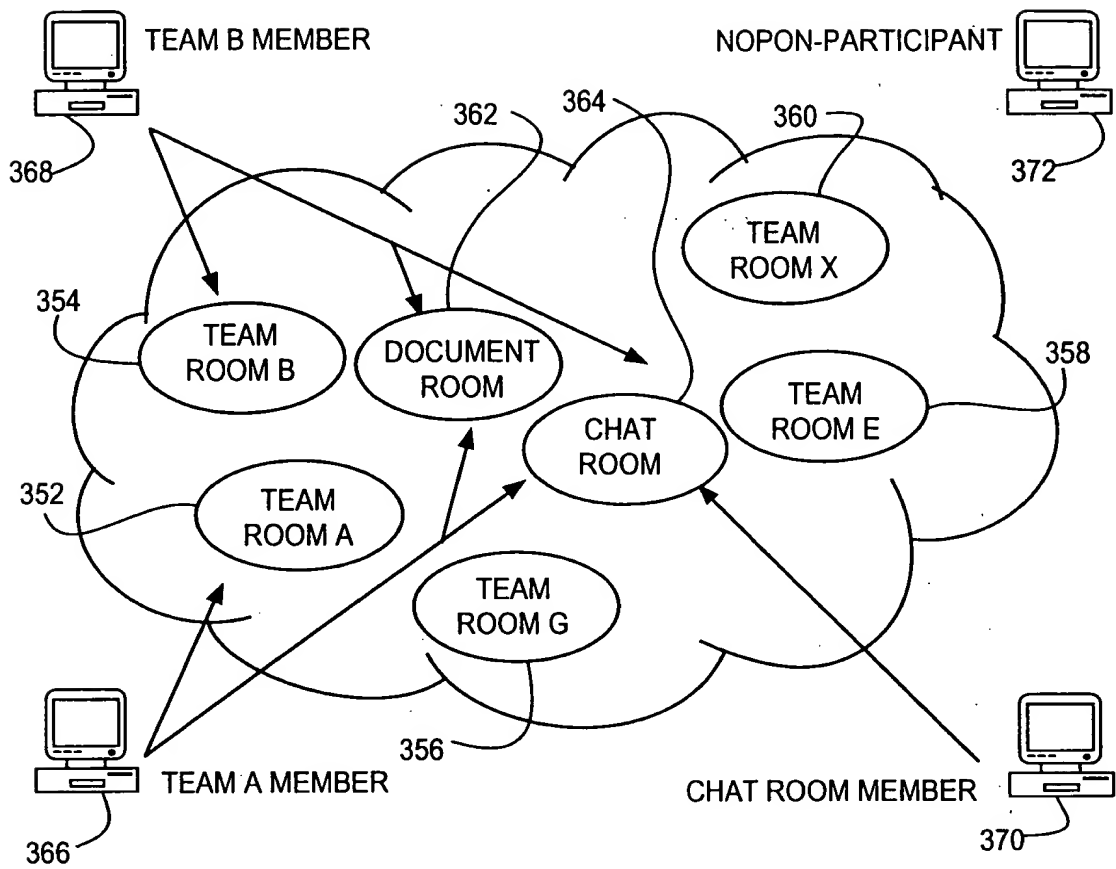 TEAM B MEMBER
NOPON-PARTICIPANT
368
362
364
360
372
TEAM
ROOM X
354
TEAM
ROOM B
DOCUMENT
ROOM
358
TEAM
ROOM E
CHAT
ROOM
352
TEAM
ROOM A
TEAM
ROOM G
356
TEAM A MEMBER
CHAT ROOM MEMBER
366
370